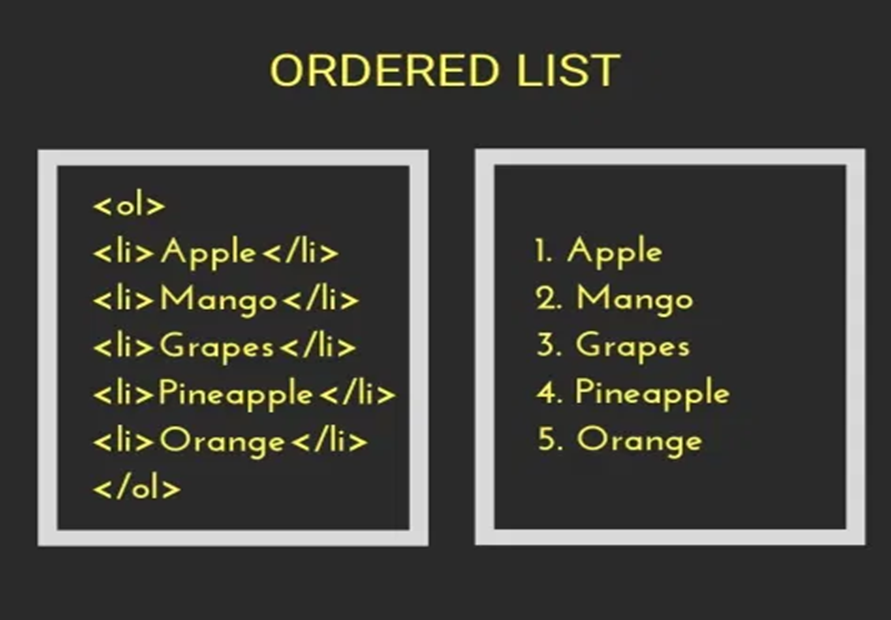 ORDERED LIST
<ol>
<li>Apple</li>
<li>Mango</li>
<li>Grapes</li>
<li>Pineapple</li>
<li>Orange</li>
</ol>
1. Apple
2. Mango
3. Grapes
4. Pineapple
5. Orange